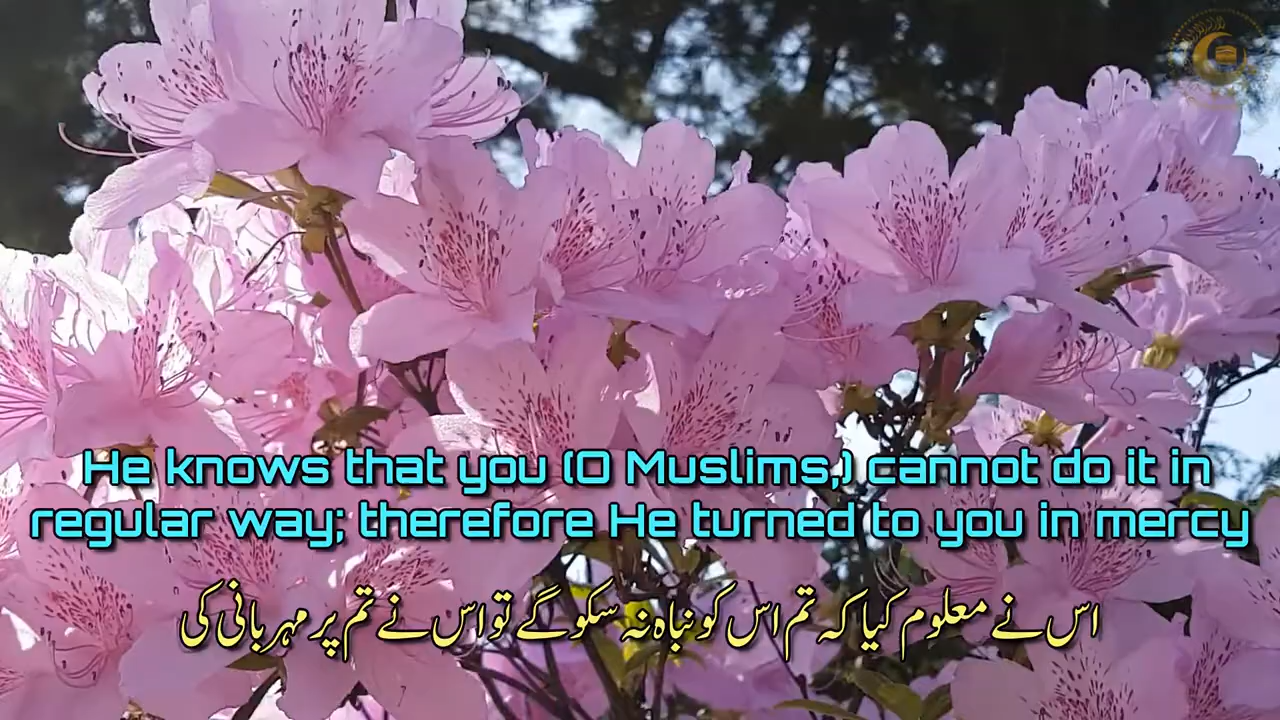 He knows that you (O Muslims,) cannot do it in
regular way; therefore He turned to you in mercy
اس نے معلوم کیا کہ تم اس کو نباہ نہ سکو گے تو اس نے تم پر مہربانی کی